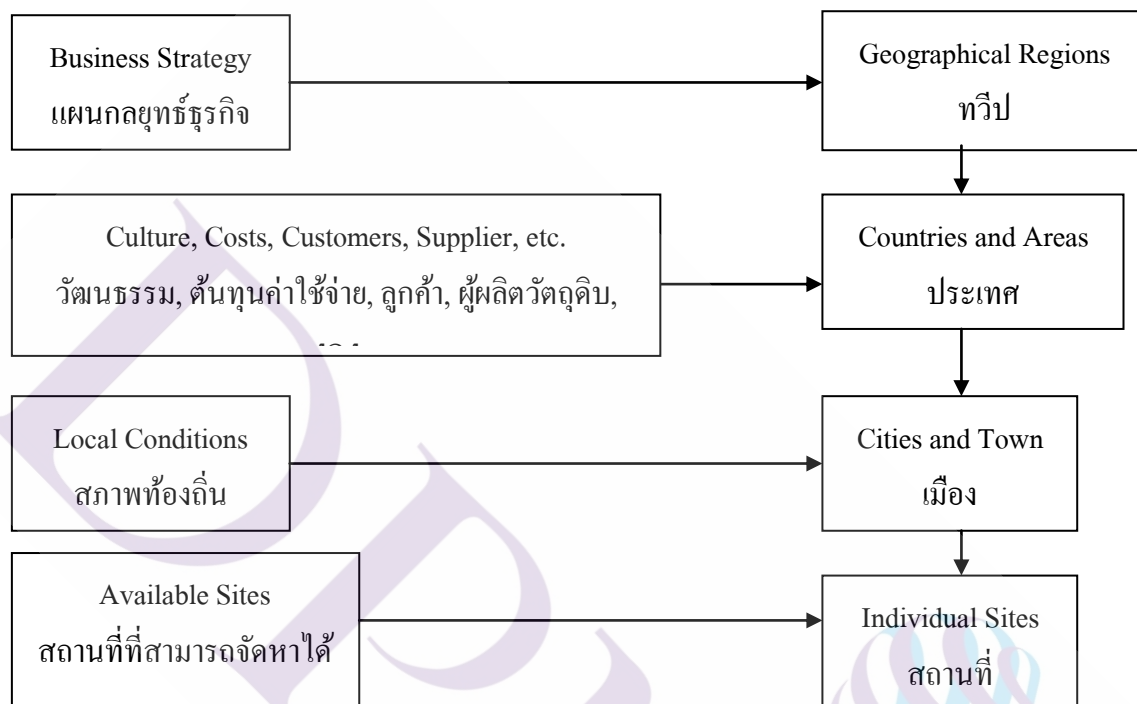 Business Strategy
แผนกลยุทธ์ธุรกิจ
Geographical Regions
ทวีป
Culture, Costs, Customers, Supplier, etc.
วัฒนธรรม, ต้นทุนค่าใช้จ่าย, ลูกค้า, ผู้ผลิตวัตถุดิบ,
Countries and Areas
ประเทศ
Local Conditions
สภาพท้องถิ่น
Cities and Town
เมือง
Available Sites
สถานที่ที่สามารถจัดหาได้
Individual Sites
สถานที่